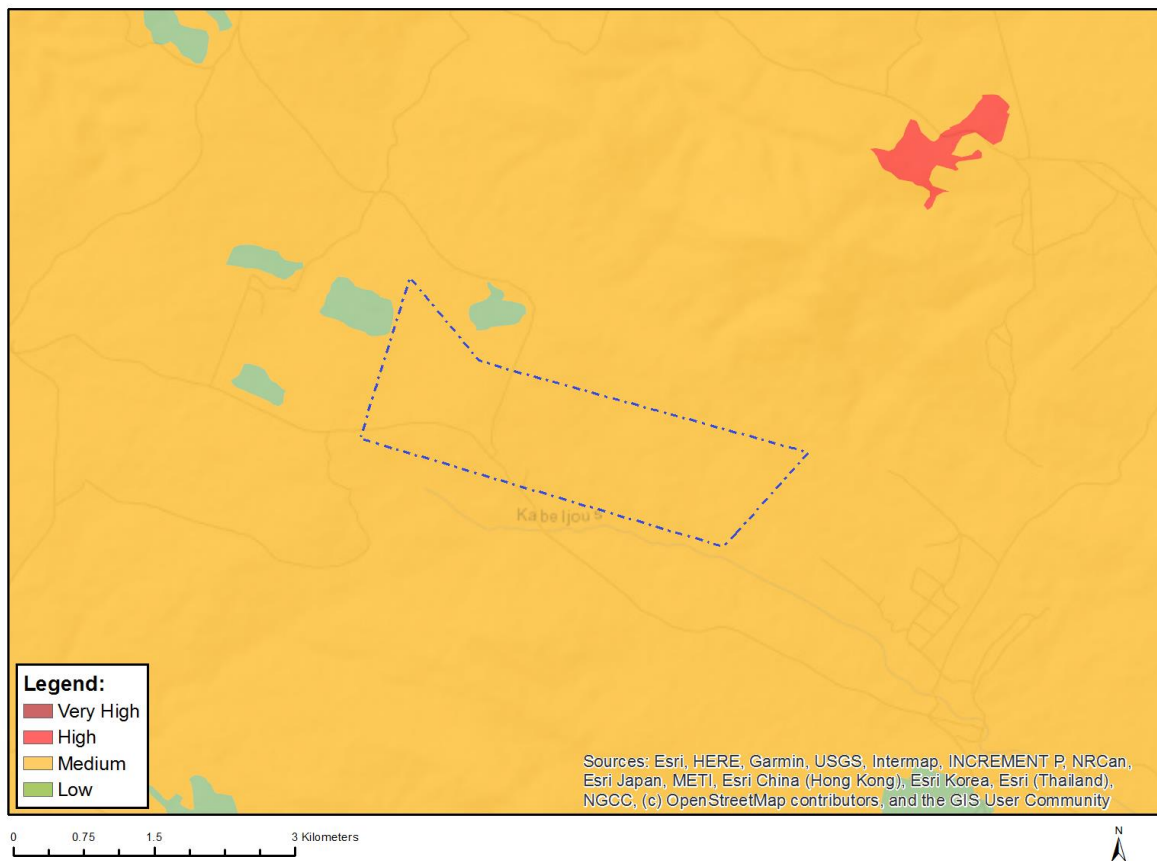 Kabeljous
Legend:
Very High
High
Medium
Low
Sources: Esri, HERE, Garmin, USGS, Intermap, INCREMENT P, NRCan,
Esri Japan, METI, Esri China (Hong Kong), Esri Korea, Esri (Thailand),
NGCC, (c) OpenStreetMap contributors, and the GIS User Community
0 0.75 1.5 3 Kilometers
N